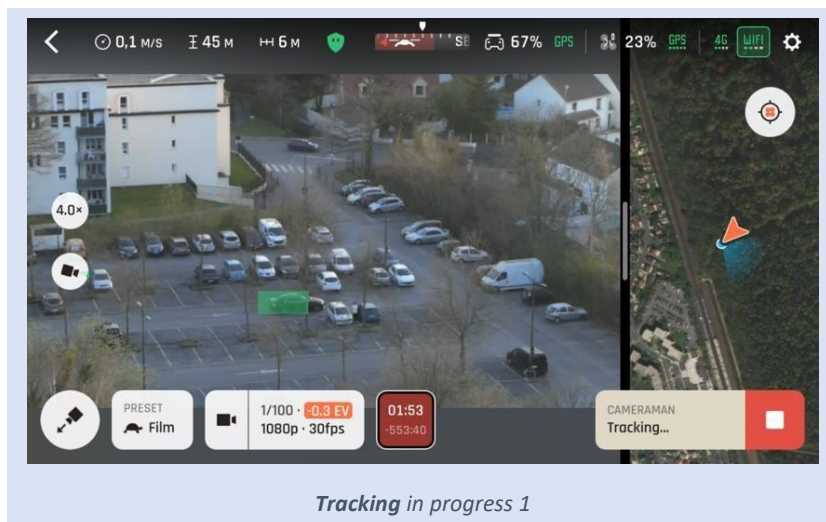 0,1 M/S
45 M
6 M
SE
67%
GPS
23%
GPS
4G
WIFI
4.0×
PRESET
Film
1/100 · -0.3 EV
1080p · 30fps
01:53
-553:40
CAMERAMAN
Tracking...
Tracking in progress 1